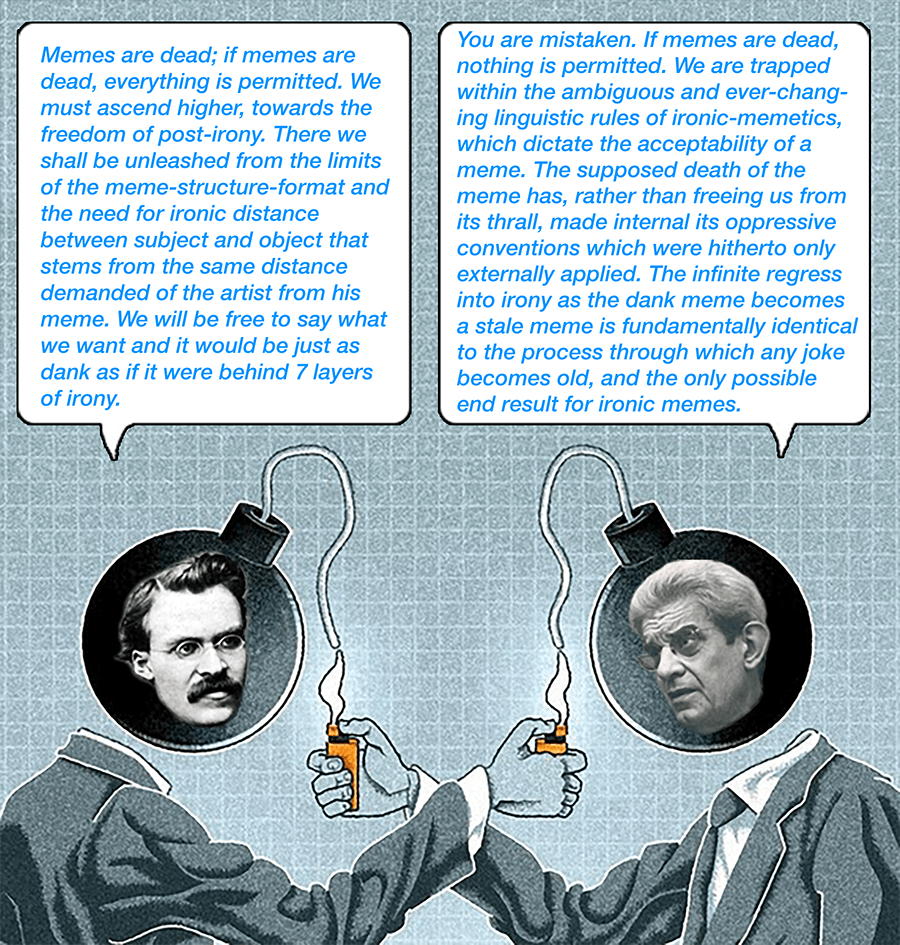 Memes are dead; if memes are
dead, everything is permitted. We
must ascend higher, towards the
freedom of post-irony. There we
shall be unleashed from the limits
of the meme-structure-format and
the need for ironic distance
between subject and object that
stems from the same distance
demanded of the artist from his
meme. We will be free to say what
we want and it would be just as
dank as if it were behind 7 layers
of irony.
You are mistaken. If memes are dead,
nothing is permitted. We are trapped
within the ambiguous and ever-chang-
ing linguistic rules of ironic-memetics,
which dictate the acceptability of a
meme. The supposed death of the
meme has, rather than freeing us from
its thrall, made internal its oppressive
conventions which were hitherto only
externally applied. The infinite regress
into irony as the dank meme becomes
a stale meme is fundamentally identical
to the process through which any joke
becomes old, and the only possible
end result for ironic memes.